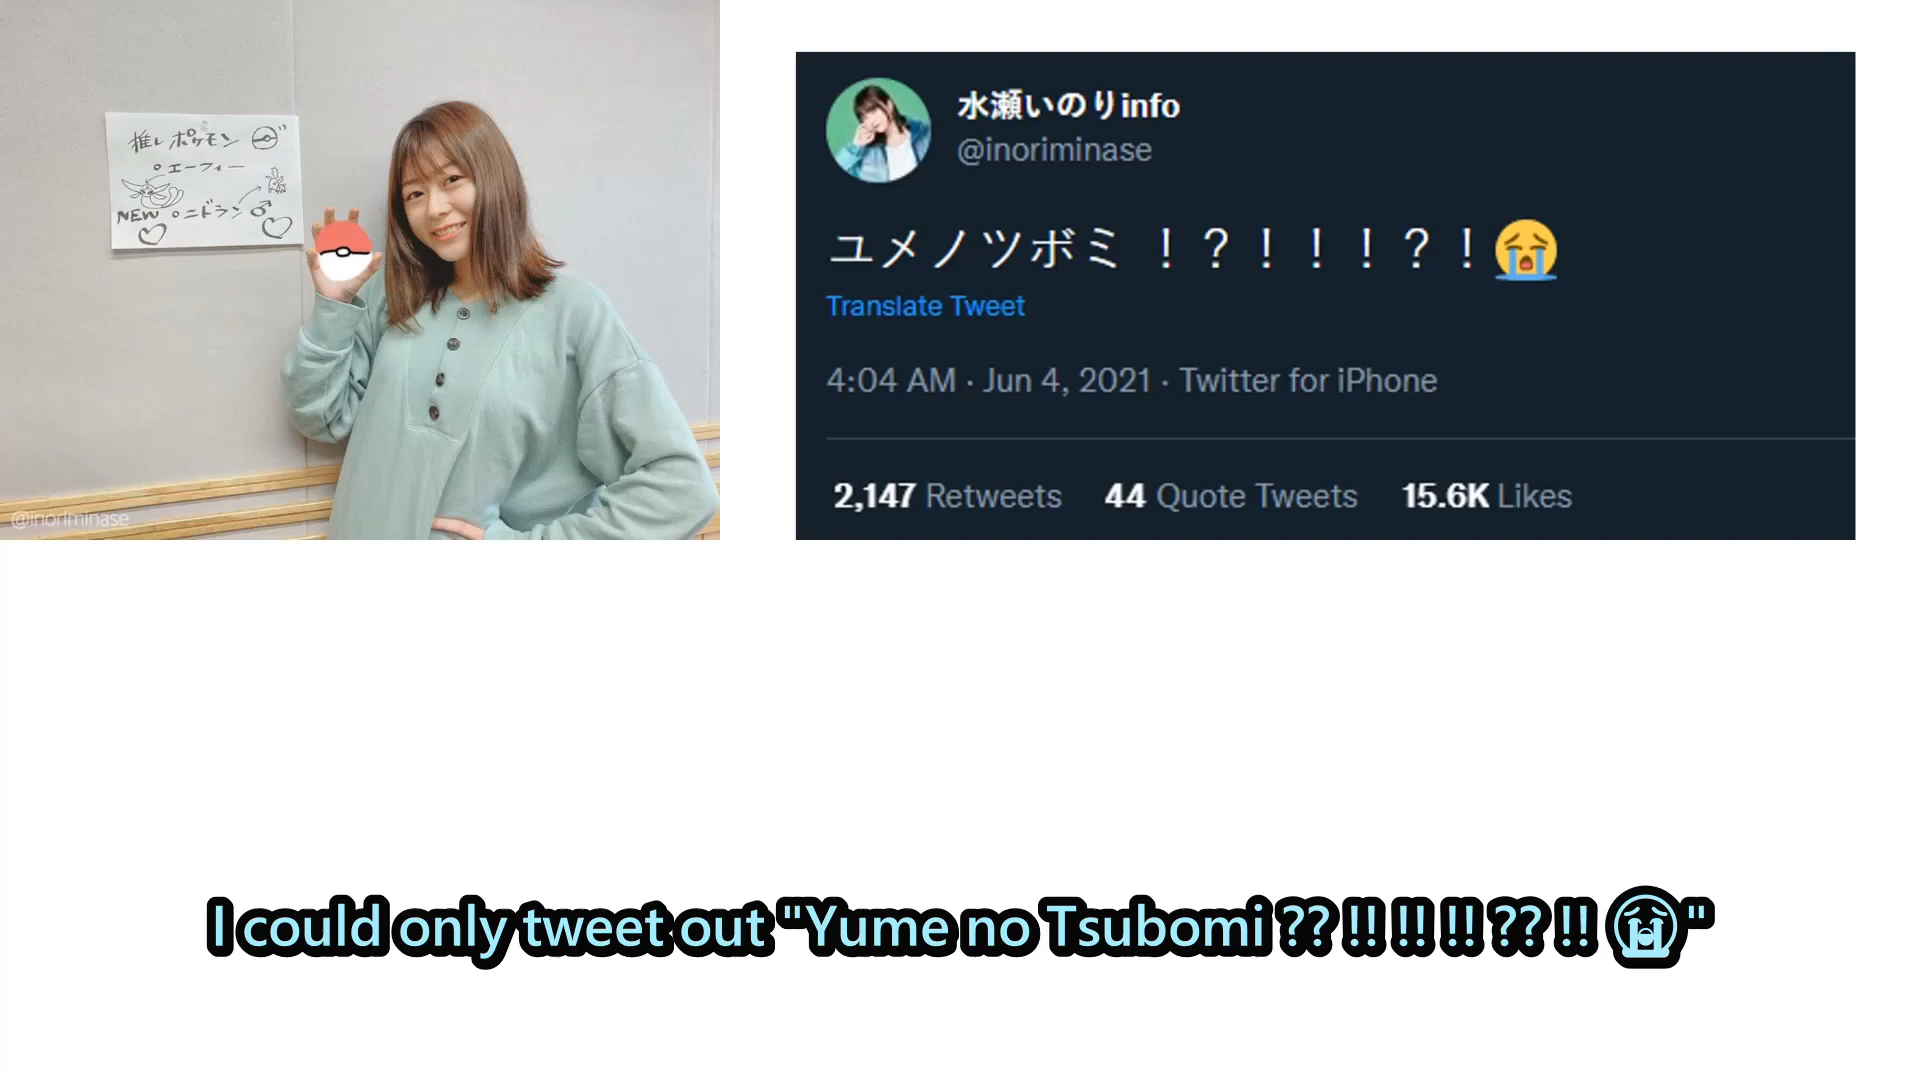 推しポケモン
エーフィー
NEW ニドラン♂
@inoriminase
水瀬いのりinfo
@inoriminase
ユメノツボミ！？！！！？！😭
Translate Tweet
4:04 AM · Jun 4, 2021 · Twitter for iPhone
2,147 Retweets 44 Quote Tweets 15.6K Likes
I could only tweet out "Yume no Tsubomi ?? !! !! !! ?? !! 😭"